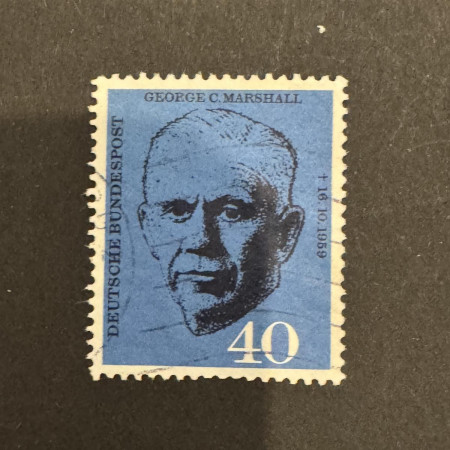 GEORGE C. MARSHALL
DEUTSCHE BUNDESPOST
† 16.10.1959
40